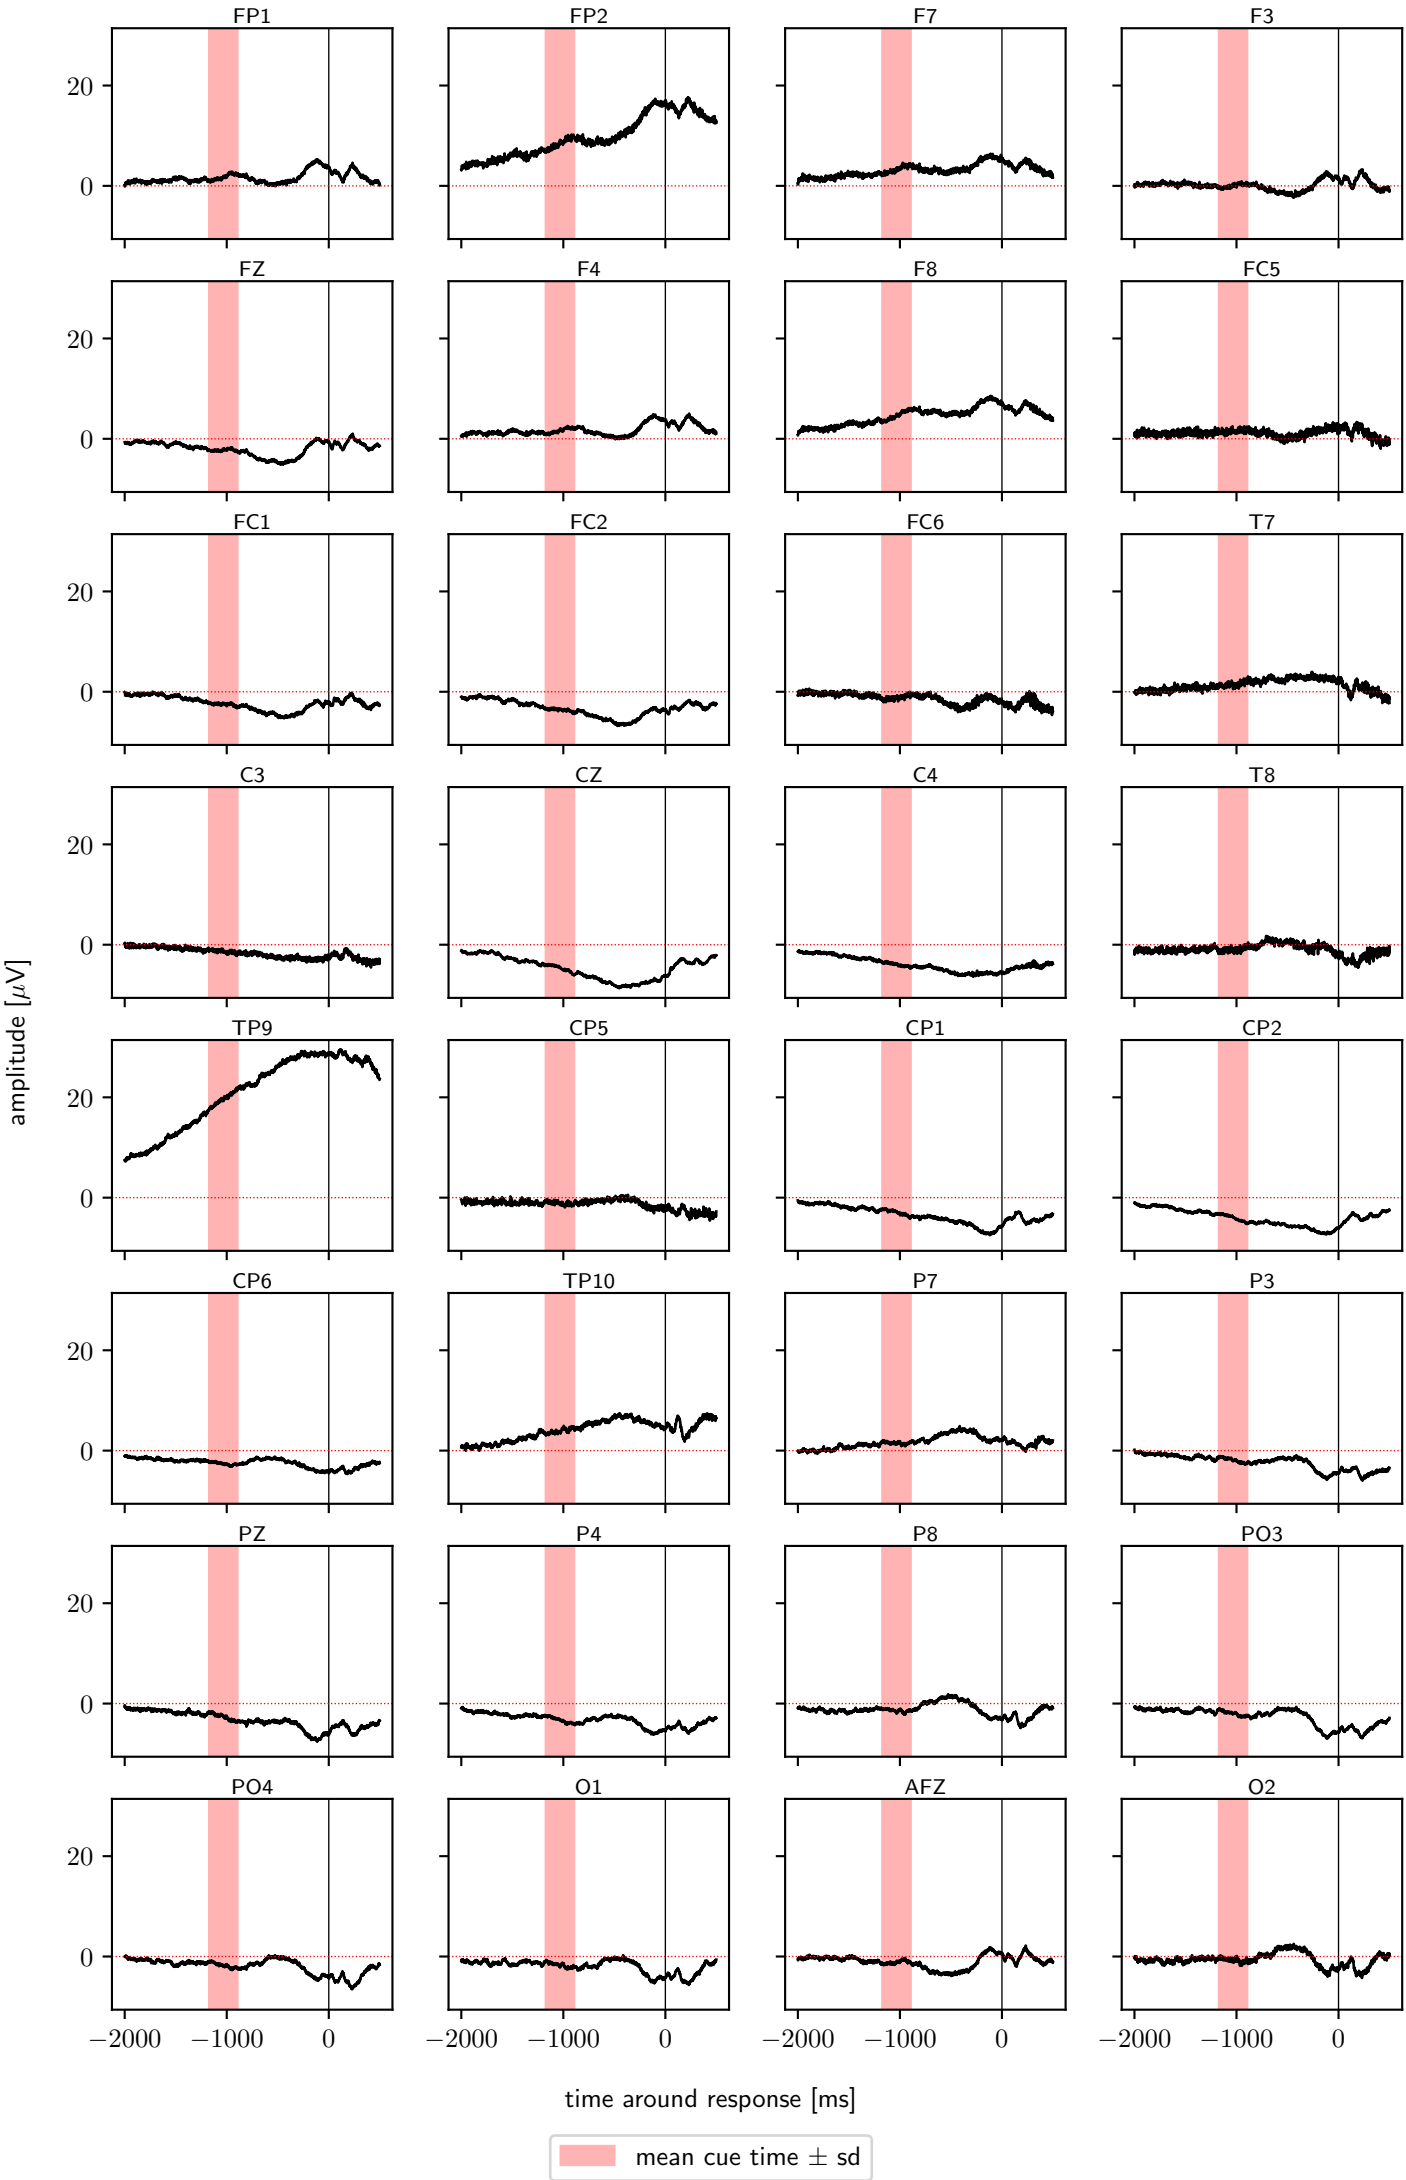 FP1 FP2 F7 F3
20
0
FZ F4 F8 FC5
20
0
FC1 FC2 FC6 T7
20
0
C3 CZ C4 T8
20
0
amplitude [μV]
TP9 CP5 CP1 CP2
20
0
CP6 TP10 P7 P3
20
0
PZ P4 P8 PO3
20
0
PO4 O1 AFZ O2
20
0
−2000 −1000 0 −2000 −1000 0 −2000 −1000 0 −2000 −1000 0
time around response [ms]
mean cue time ± sd